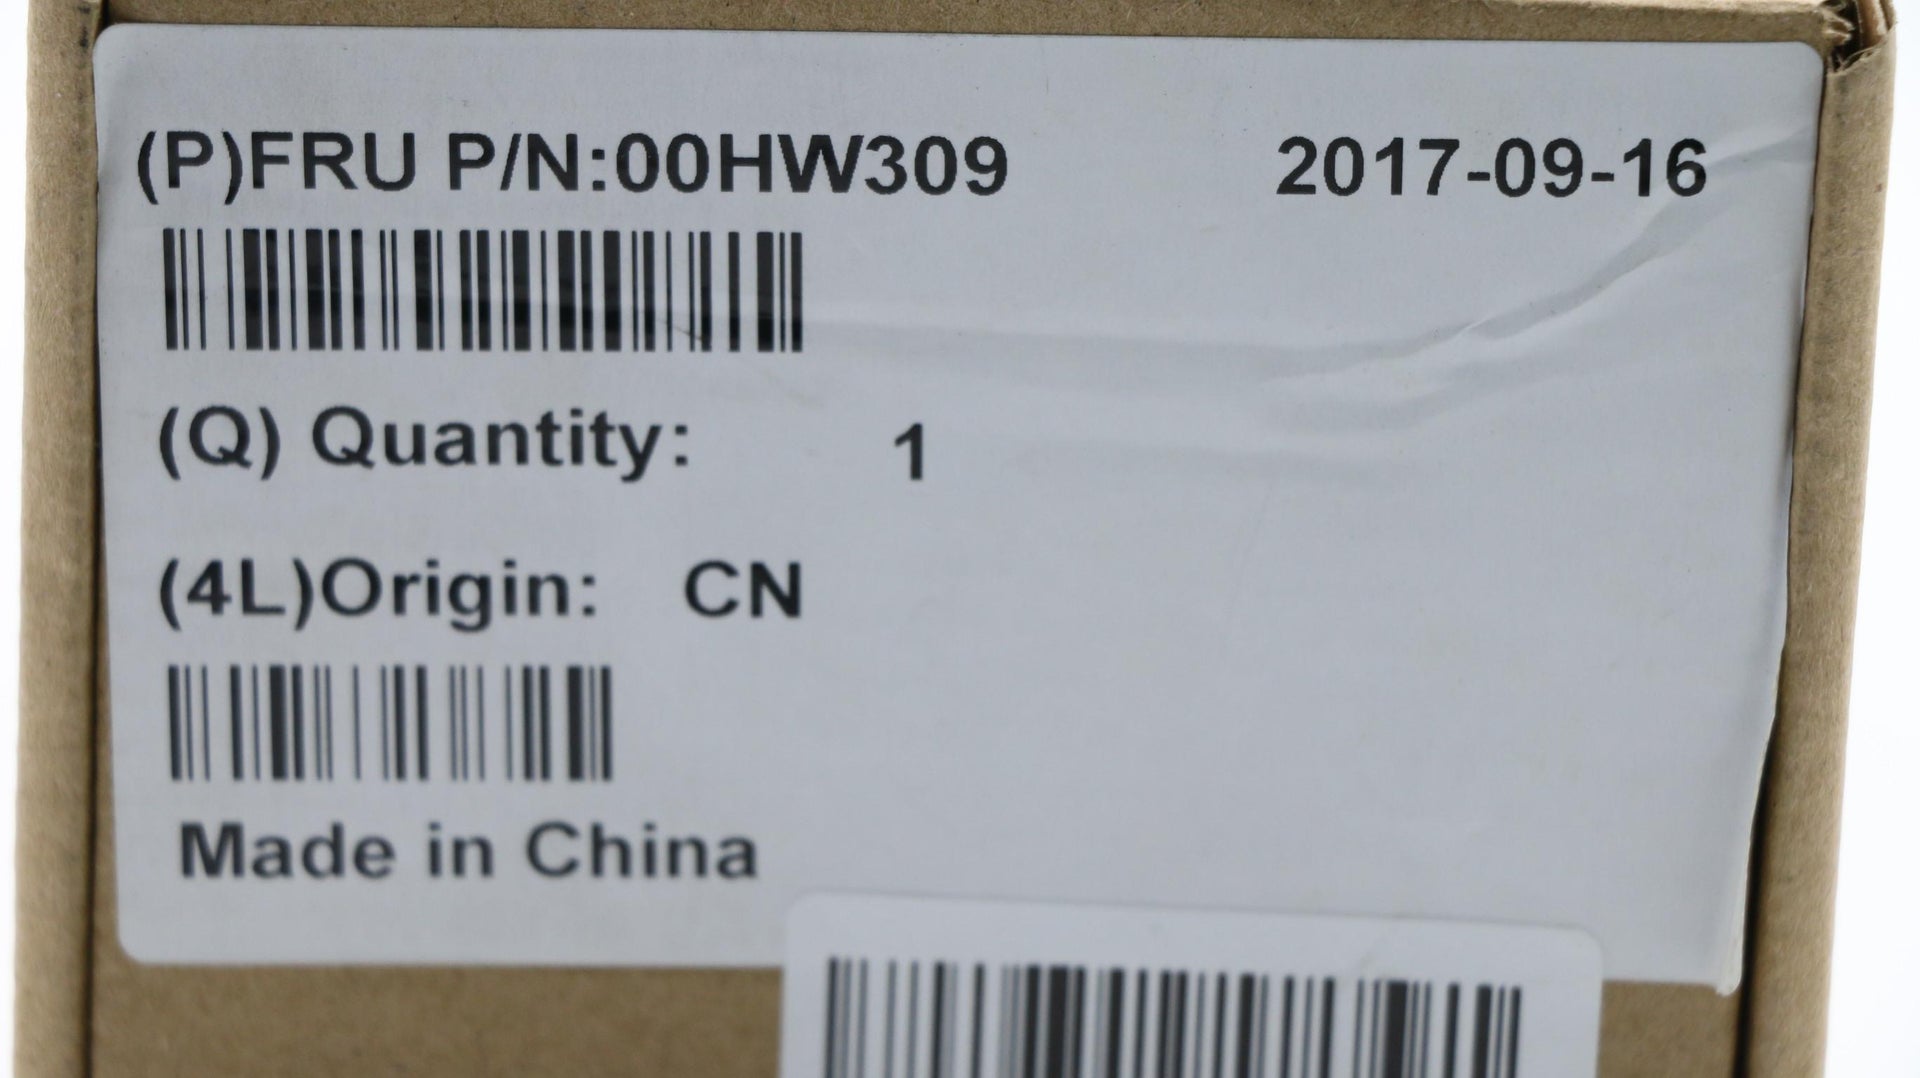 (P)FRU P/N:00HW309 2017-09-16
(Q) Quantity: 1
(4L)Origin: CN
Made in China